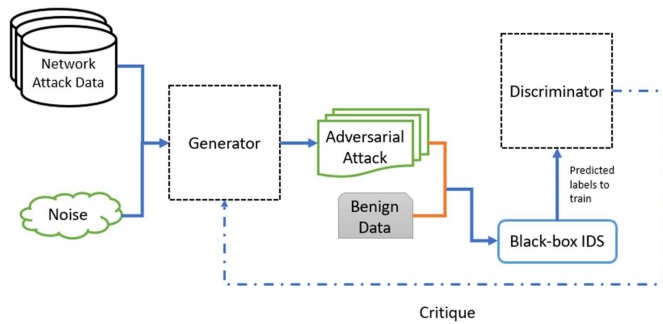 Network
Attack Data
Noise
Generator
Adversarial
Attack
Benign
Data
Discriminator
Predicted
labels to
train
Black-box IDS
Critique